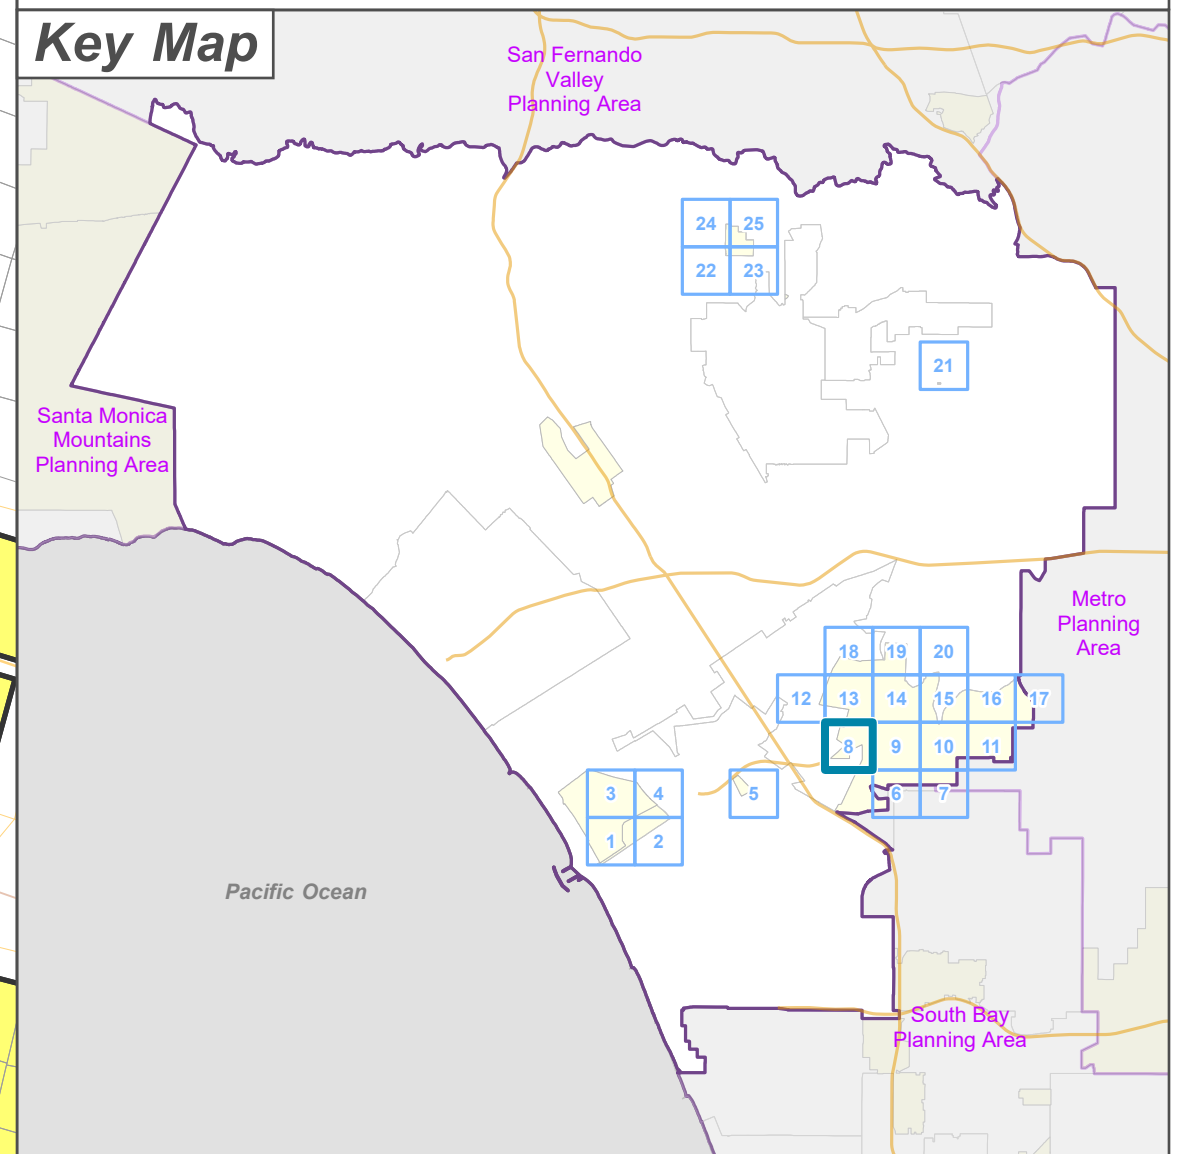 Key Map
San Fernando
Valley
Planning Area
24 25
22 23
21
Santa Monica
Mountains
Planning Area
Metro
Planning
Area
18 19 20
12 13 14 15 16 17
8 9 10 11
3 4 5 6 7
1 2
Pacific Ocean
South Bay
Planning Area